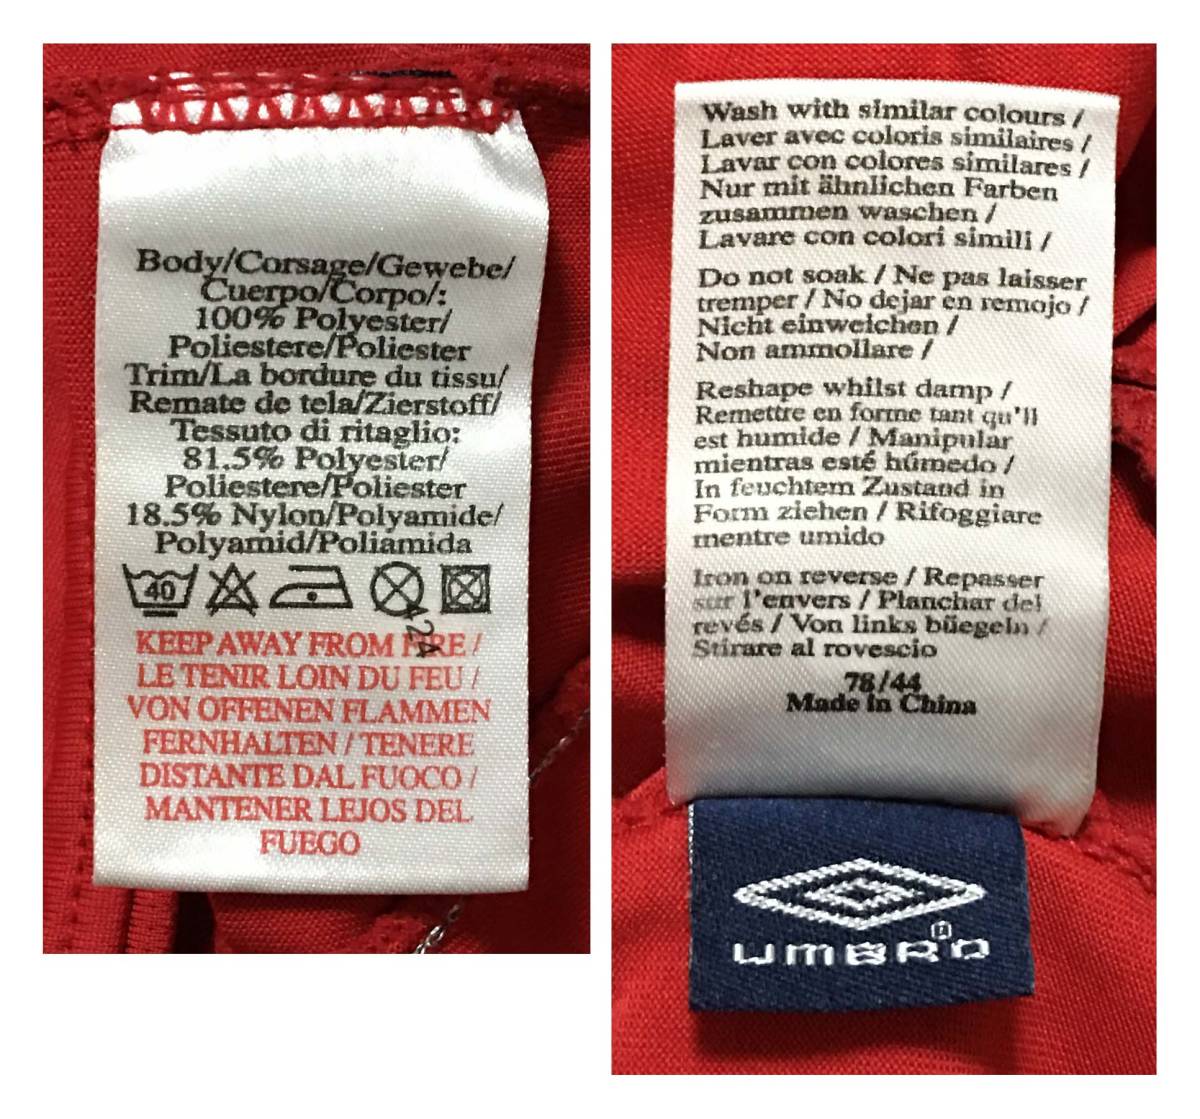 Body/Corsage/Gewebe/
Cuerpo/Corpo/:
100% Polyester/
Poliestere/Poliester
Trim/La bordure du tissu/
Remate de tela/Zierstoff/
Tessuto di ritaglio:
81.5% Polyester/
Poliestere/Poliester
18.5% Nylon/Polyamide/
Polyamid/Poliamida
40
424
KEEP AWAY FROM FIRE /
LE TENIR LOIN DU FEU /
VON OFFENEN FLAMMEN
FERNHALTEN / TENERE
DISTANTE DAL FUOCO /
MANTENER LEJOS DEL
FUEGO
Wash with similar colours /
Laver avec coloris similaires /
Lavar con colores similares /
Nur mit ähnlichen Farben
zusammen waschen /
Lavare con colori simili /
Do not soak / Ne pas laisser
tremper / No dejar en remojo /
Nicht einweichen /
Non ammollare /
Reshape whilst damp /
Remettre en forme tant qu'il
est humide / Manipular
mientras esté húmedo /
In feuchtem Zustand in
Form ziehen / Rifoggiare
mentre umido
Iron on reverse / Repasser
sur l'envers / Planchar del
revés / Von links büegeln /
Stirare al rovescio
78/44
Made in China
UMBRO ®